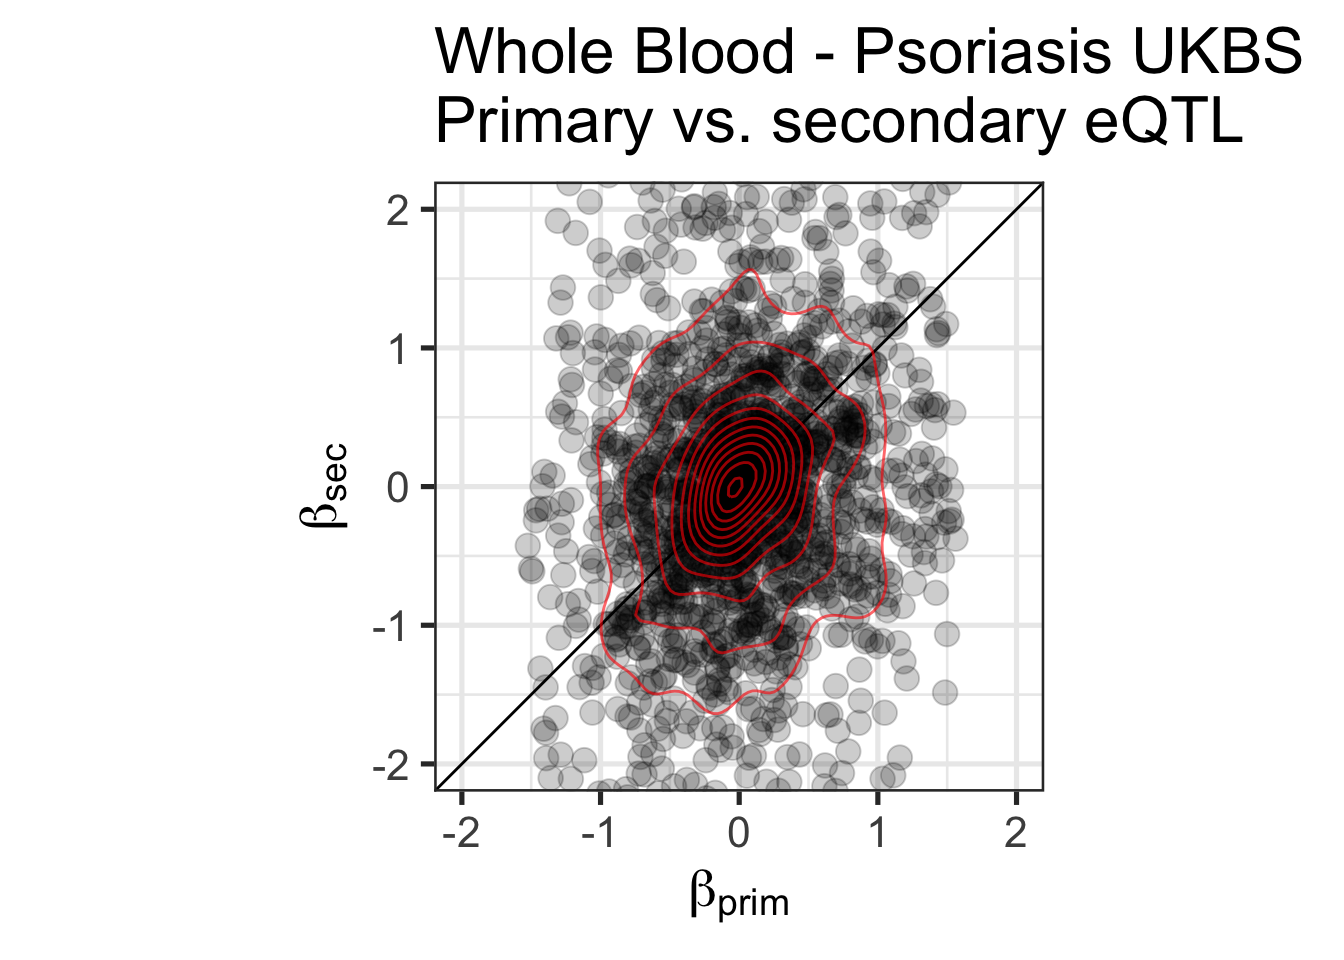 Whole Blood - Psoriasis UKBS
Primary vs. secondary eQTL
2
1
0
-1
-2
βsec
-2 -1 0 1 2
βprim